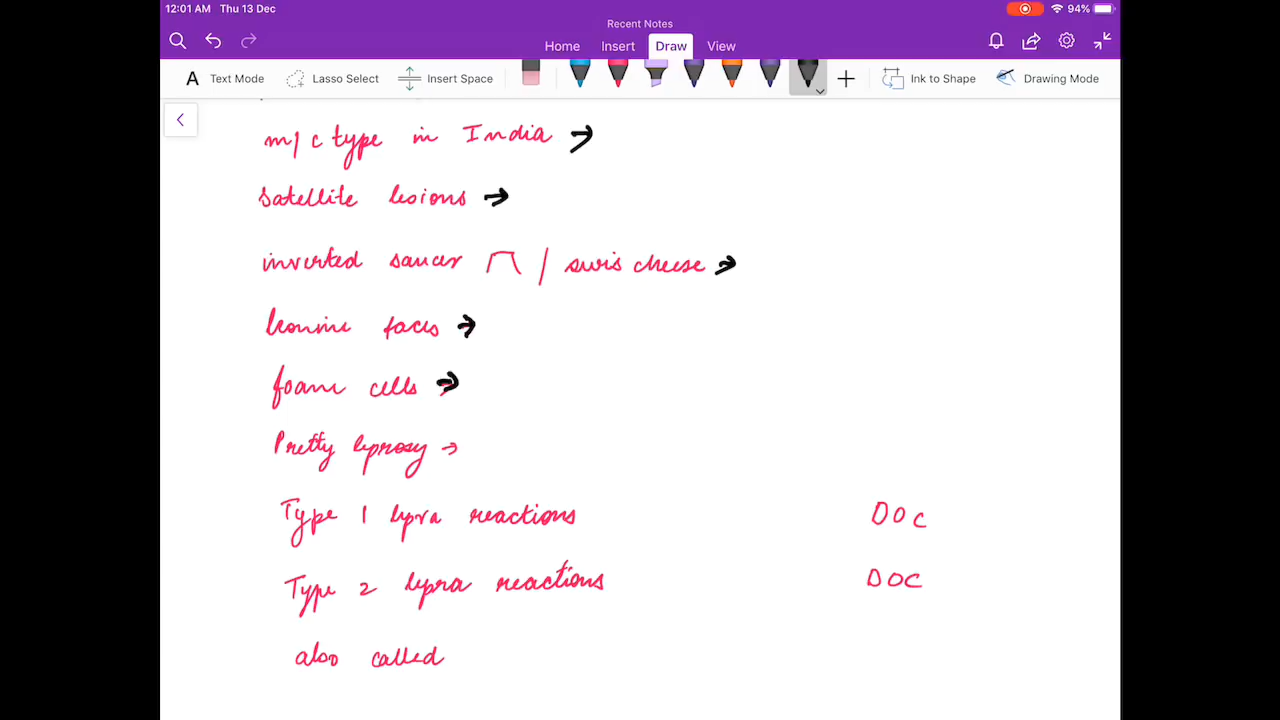 12:01 AM Thu 13 Dec
94%
Recent Notes
Home Insert Draw View
A Text Mode Lasso Select Insert Space Ink to Shape Drawing Mode
m/c type in India →
satellite lesions →
inverted saucer / swis cheese →
leonine faces →
foam cells →
Pretty leprosy →
Type 1 lepra reactions DOC
Type 2 lepra reactions DOC
also called